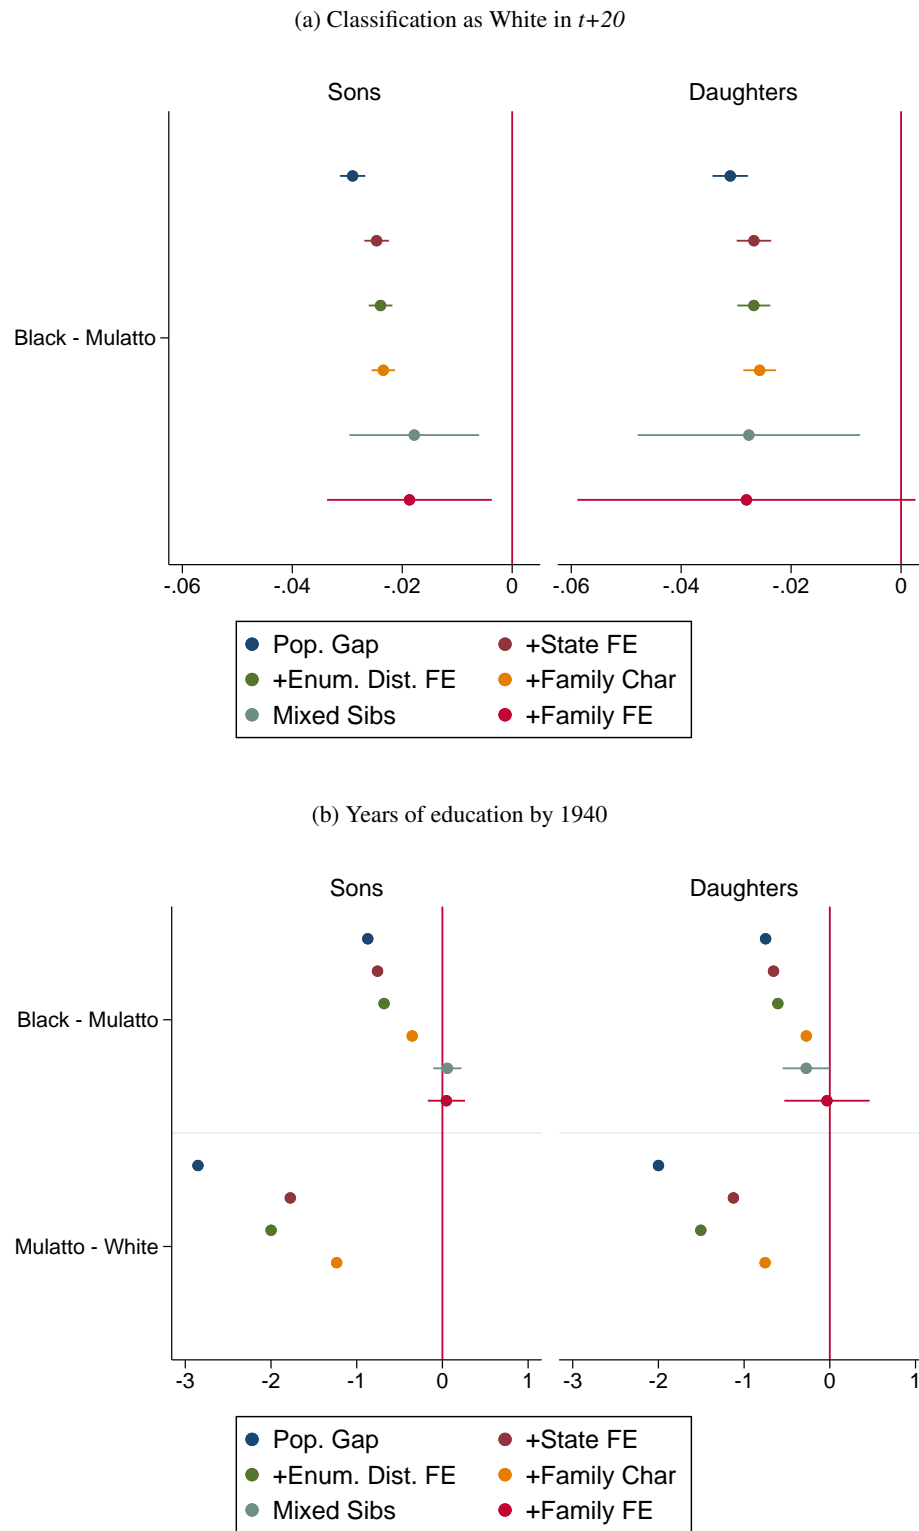 (a) Classification as White in t+20
Sons
Daughters
Black - Mulatto
-.06 -.04 -.02 0
-.06 -.04 -.02 0
Pop. Gap +State FE
+Enum. Dist. FE +Family Char
Mixed Sibs +Family FE
(b) Years of education by 1940
Sons
Daughters
Black - Mulatto
Mulatto - White
-3 -2 -1 0 1
-3 -2 -1 0 1
Pop. Gap +State FE
+Enum. Dist. FE +Family Char
Mixed Sibs +Family FE